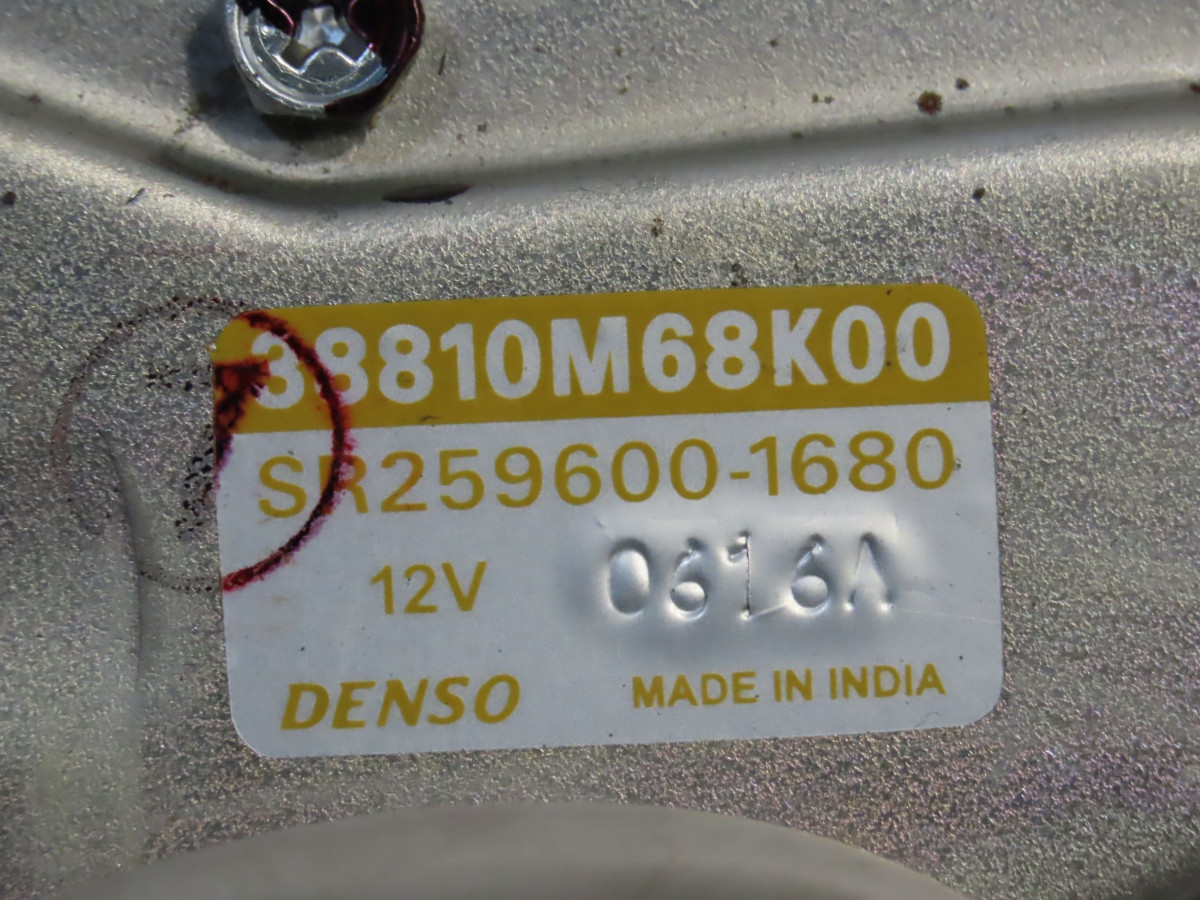 38810M68K00
SR259600-1680
12V
0616A
DENSO
MADE IN INDIA